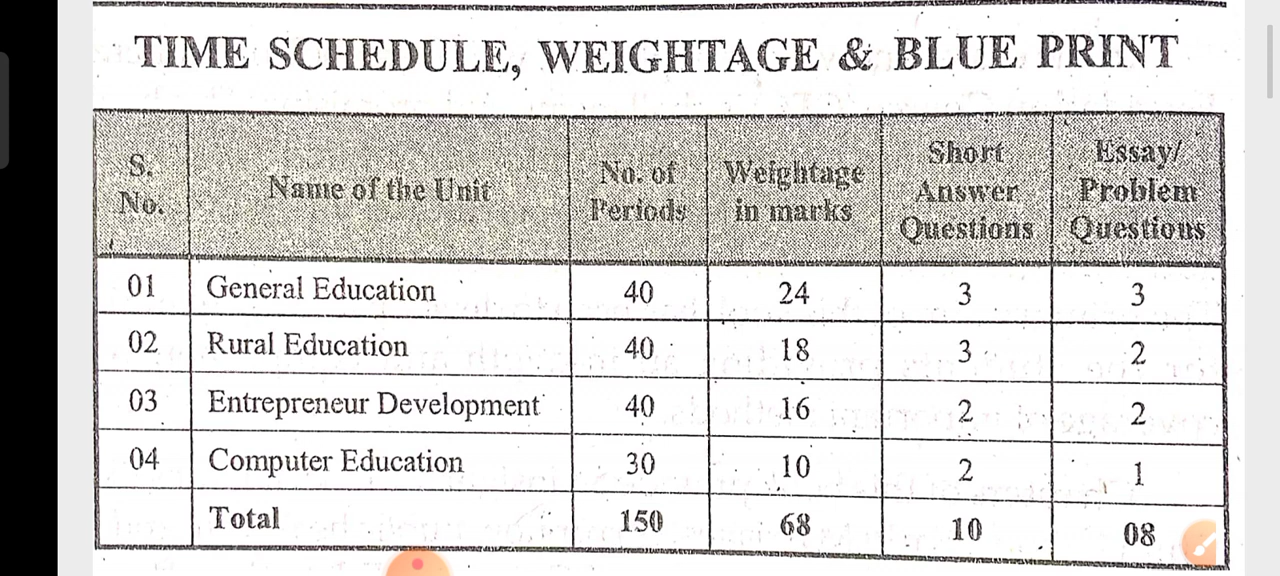 TIME SCHEDULE, WEIGHTAGE & BLUE PRINT
S. No. Name of the Unit No. of Periods Weightage in marks Short Answer Questions Essay/ Problem Questions
01 General Education 40 24 3 3
02 Rural Education 40 18 3 2
03 Entrepreneur Development 40 16 2 2
04 Computer Education 30 10 2 1
Total 150 68 10 08